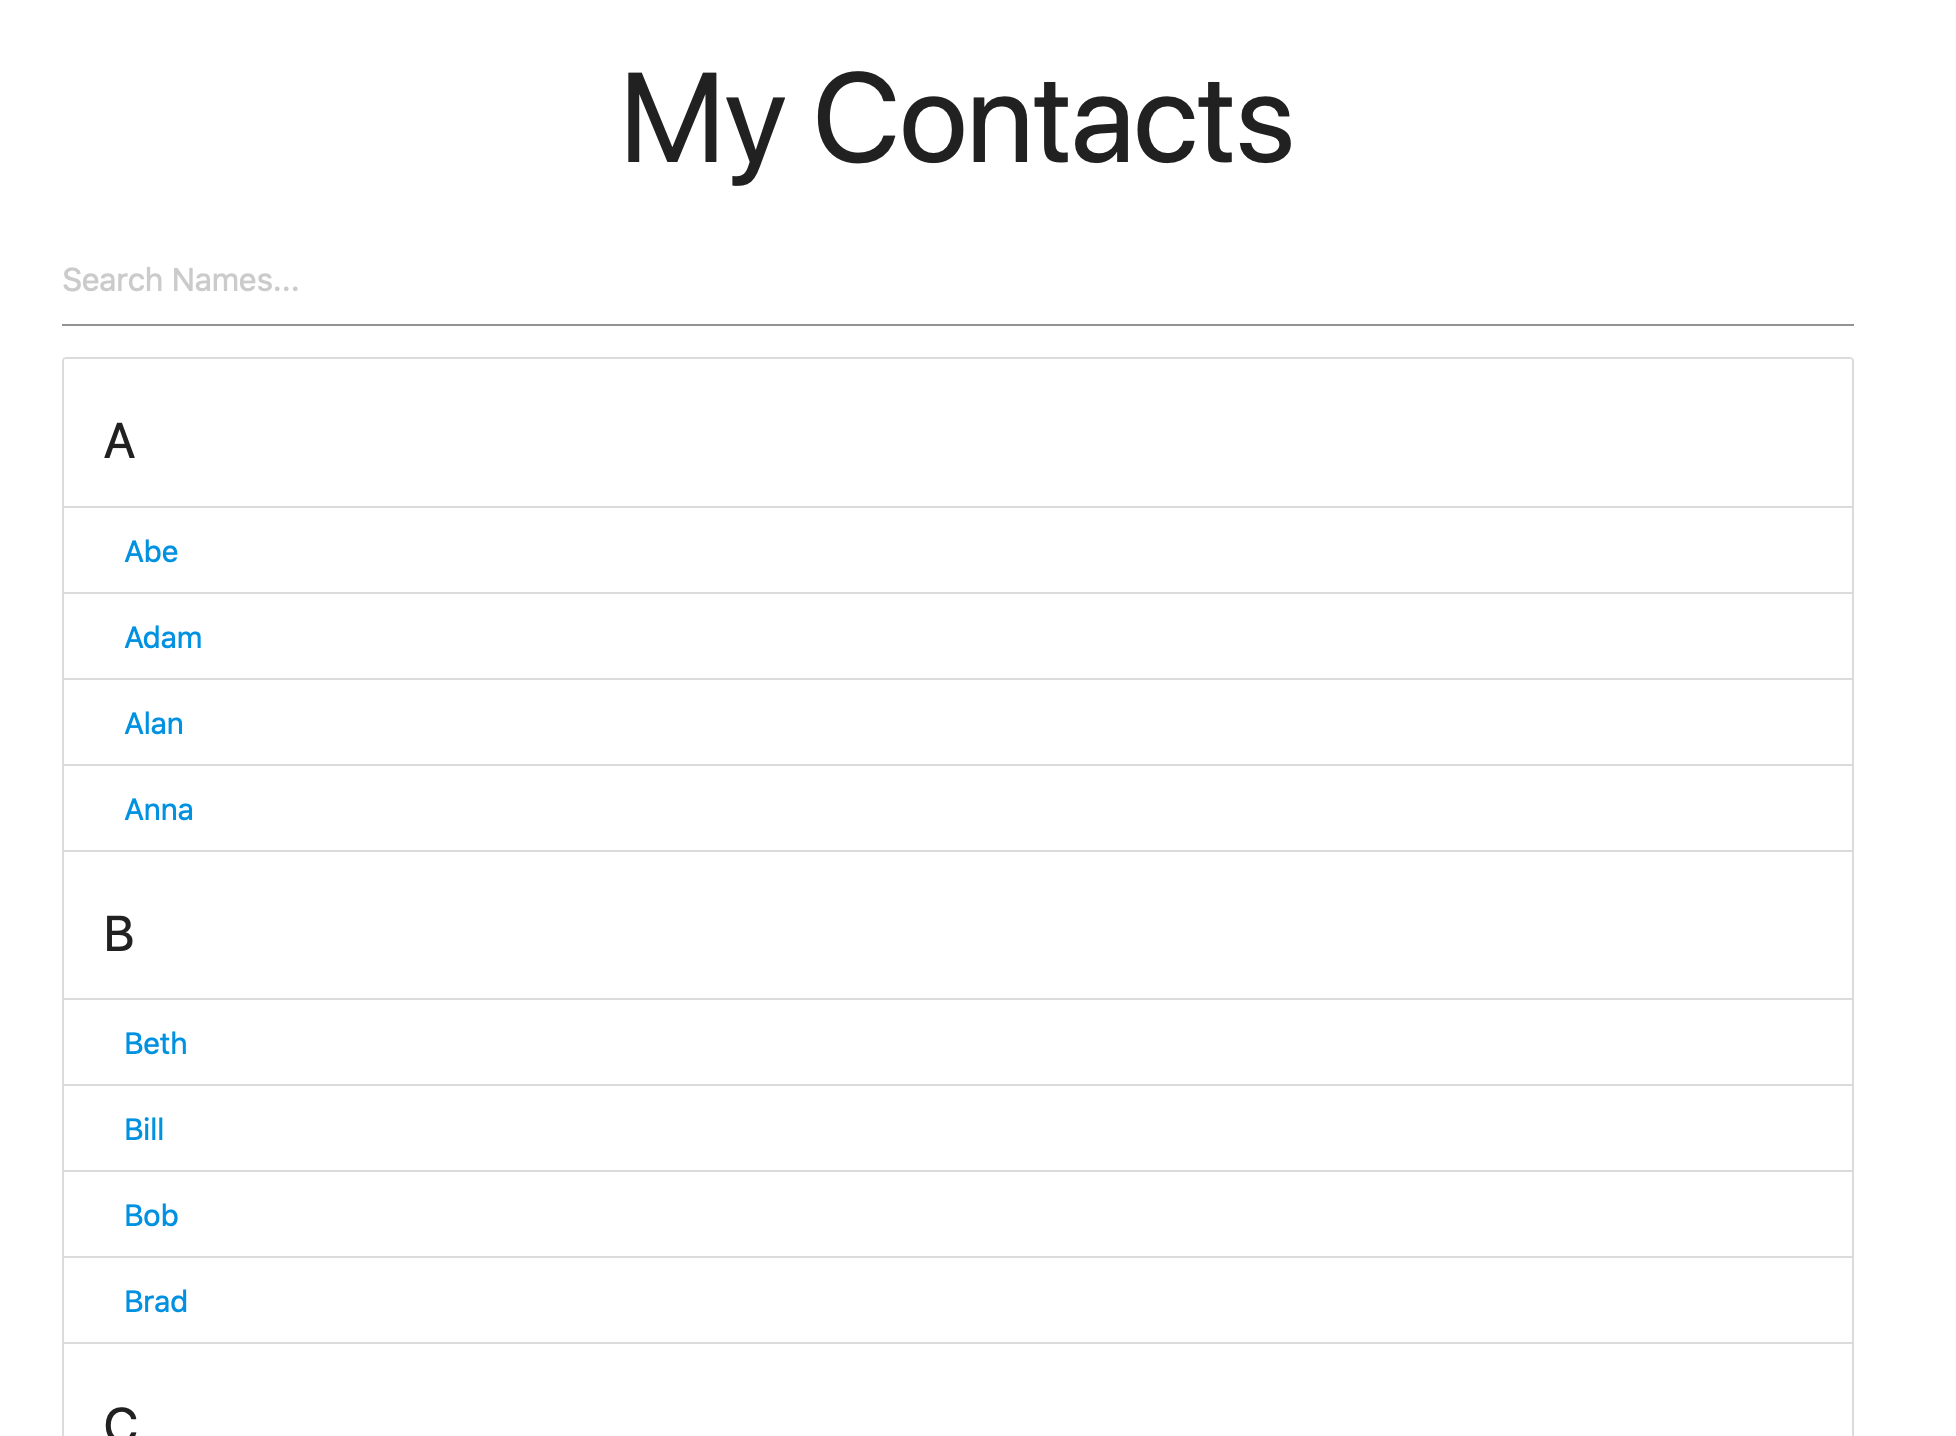 My Contacts
Search Names...
A
Abe
Adam
Alan
Anna
B
Beth
Bill
Bob
Brad
C